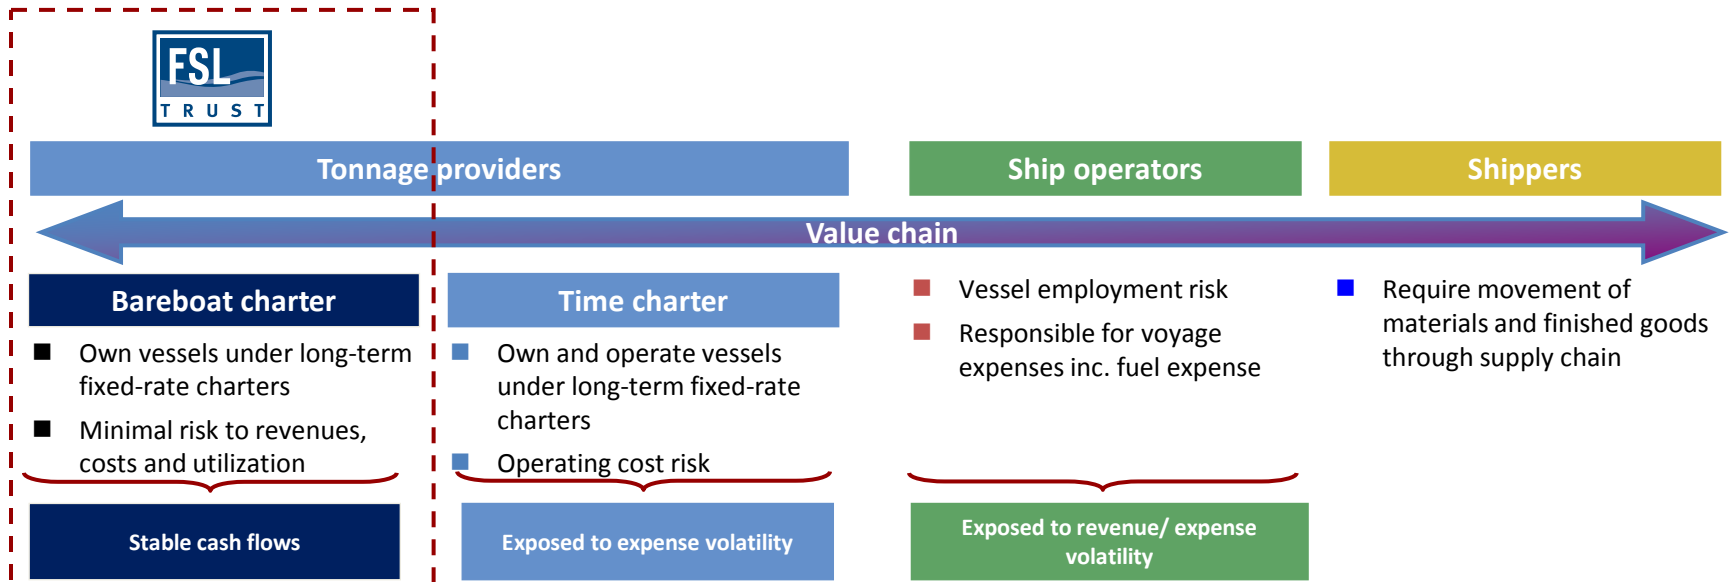 FSL
TRUST
Tonnage providers
Ship operators
Shippers
Value chain
Bareboat charter
Own vessels under long-term
fixed-rate charters
Minimal risk to revenues,
costs and utilization
Stable cash flows
Time charter
Own and operate vessels
under long-term fixed-rate
charters
Operating cost risk
Exposed to expense volatility
Vessel employment risk
Responsible for voyage
expenses inc. fuel expense
Exposed to revenue/ expense
volatility
Require movement of
materials and finished goods
through supply chain